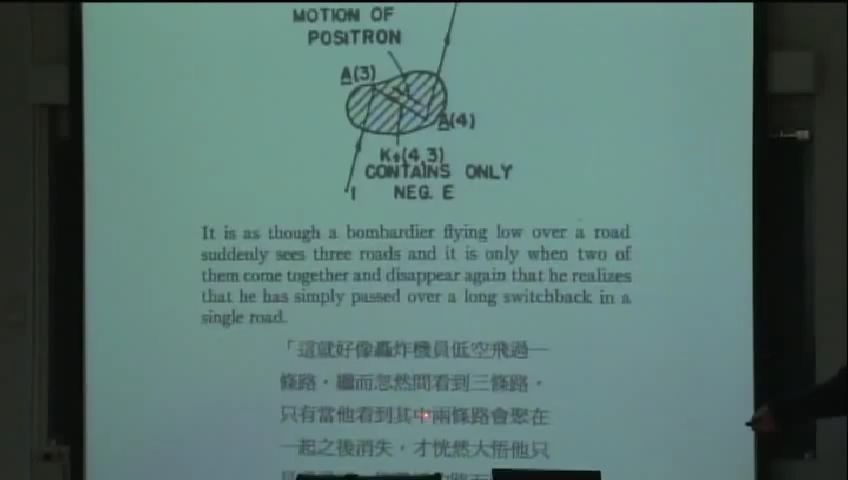 MOTION OF
POSITRON
A(3)
A(4)
K+(4,3)
CONTAINS ONLY
1 NEG. E
It is as though a bombardier flying low over a road
suddenly sees three roads and it is only when two of
them come together and disappear again that he realizes
that he has simply passed over a long switchback in a
single road.
「這就好像轟炸機員低空飛過一
條路,繼而忽然間看到三條路,
只有當他看到其中兩條路會聚在
一起之後消失,才恍然大悟他只